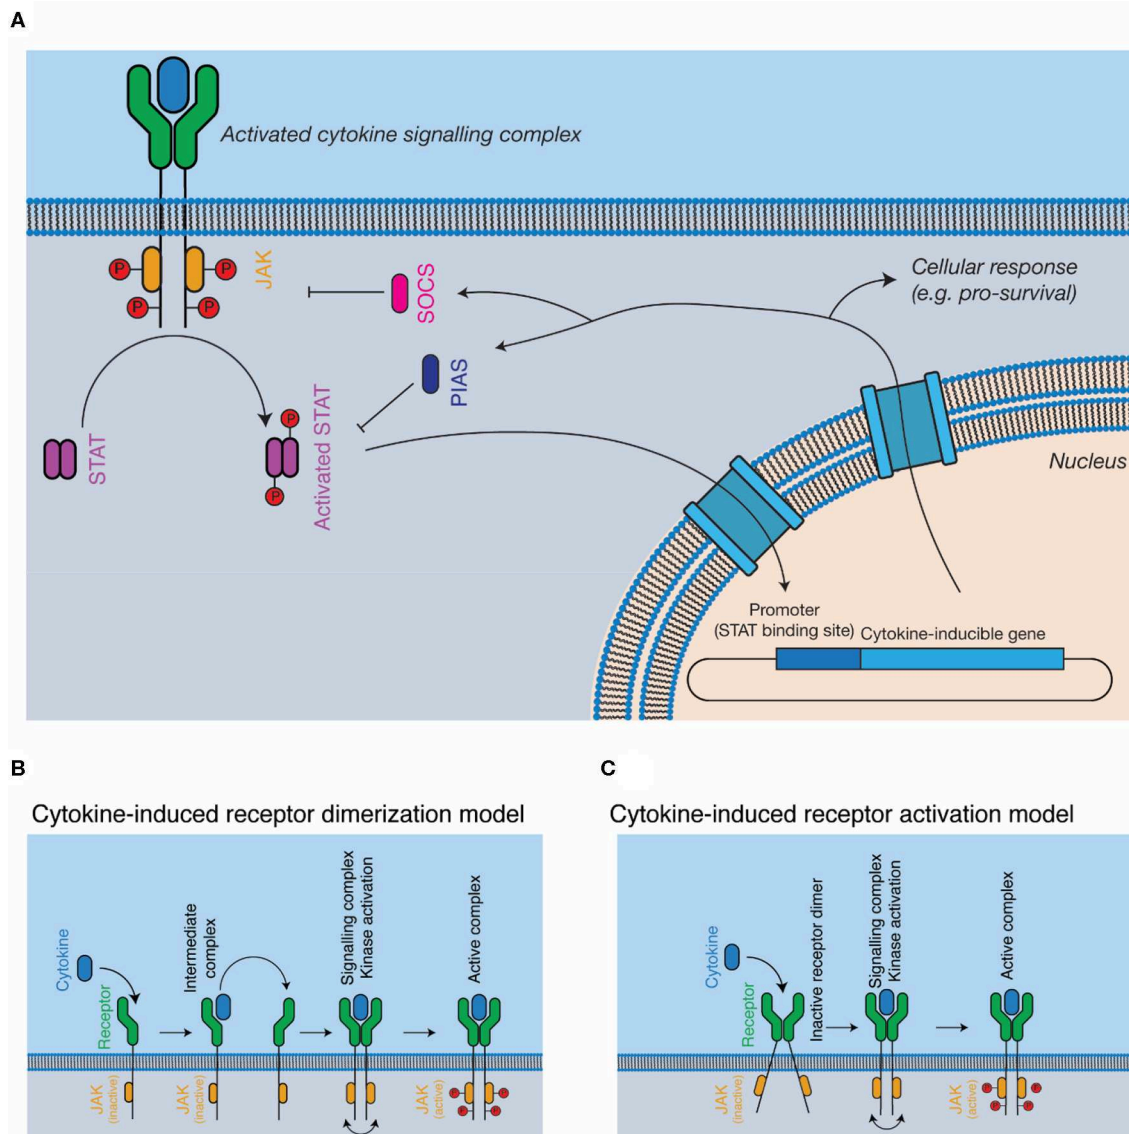 A
Activated cytokine signalling complex
P
P
P
P
JAK
SOCS
Cellular response
(e.g. pro-survival)
PIAS
STAT
P
P
Activated STAT
Nucleus
Promoter
(STAT binding site)
Cytokine-inducible gene
B
Cytokine-induced receptor dimerization model
Cytokine
Receptor
JAK
(inactive)
Intermediate
complex
JAK
(inactive)
Signalling complex
Kinase activation
Active complex
JAK
(active)
P
P
P
P
C
Cytokine-induced receptor activation model
Cytokine
Receptor
JAK
(inactive)
Inactive receptor dimer
Signalling complex
Kinase activation
Active complex
JAK
(active)
P
P
P
P